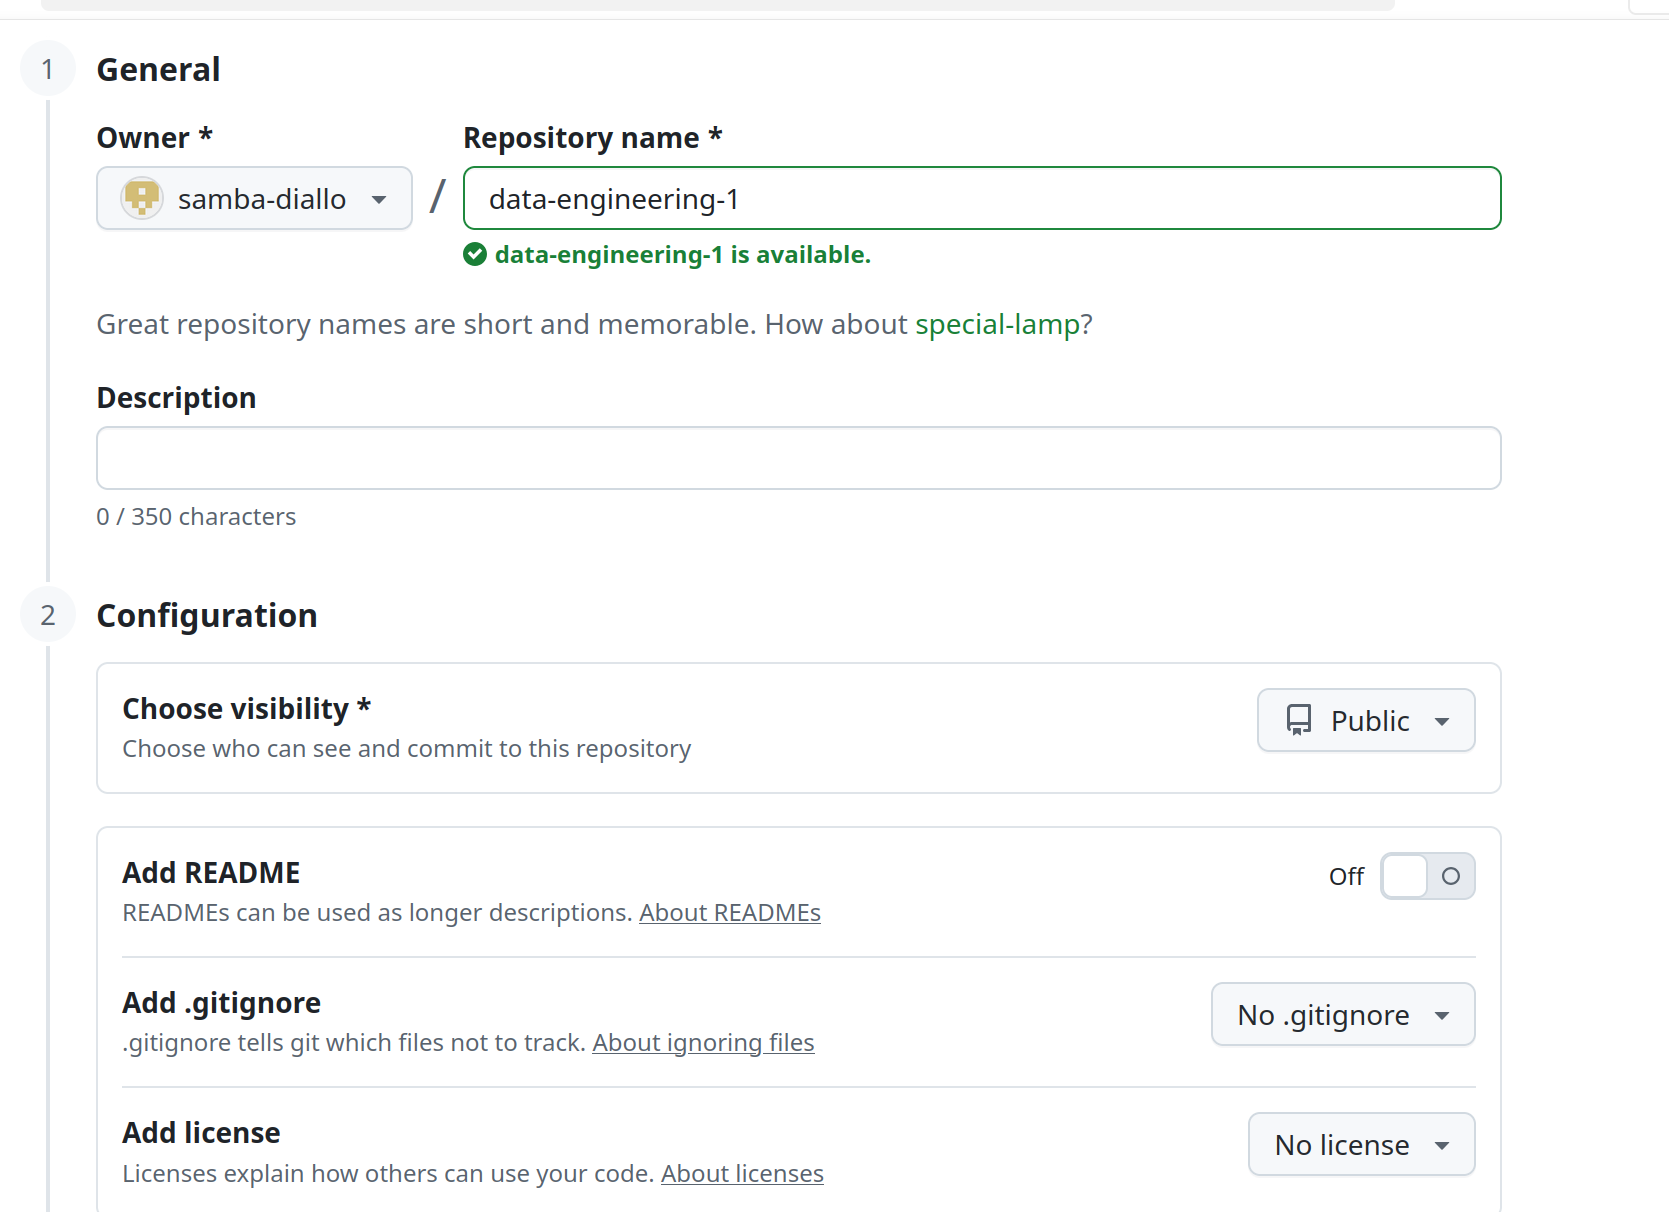 1
General
Owner *
Repository name *
samba-diallo
/
data-engineering-1
data-engineering-1 is available.
Great repository names are short and memorable. How about special-lamp?
Description
0 / 350 characters
2
Configuration
Choose visibility *
Choose who can see and commit to this repository
Public
Add README
READMEs can be used as longer descriptions. About READMEs
Off
Add .gitignore
.gitignore tells git which files not to track. About ignoring files
No .gitignore
Add license
Licenses explain how others can use your code. About licenses
No license